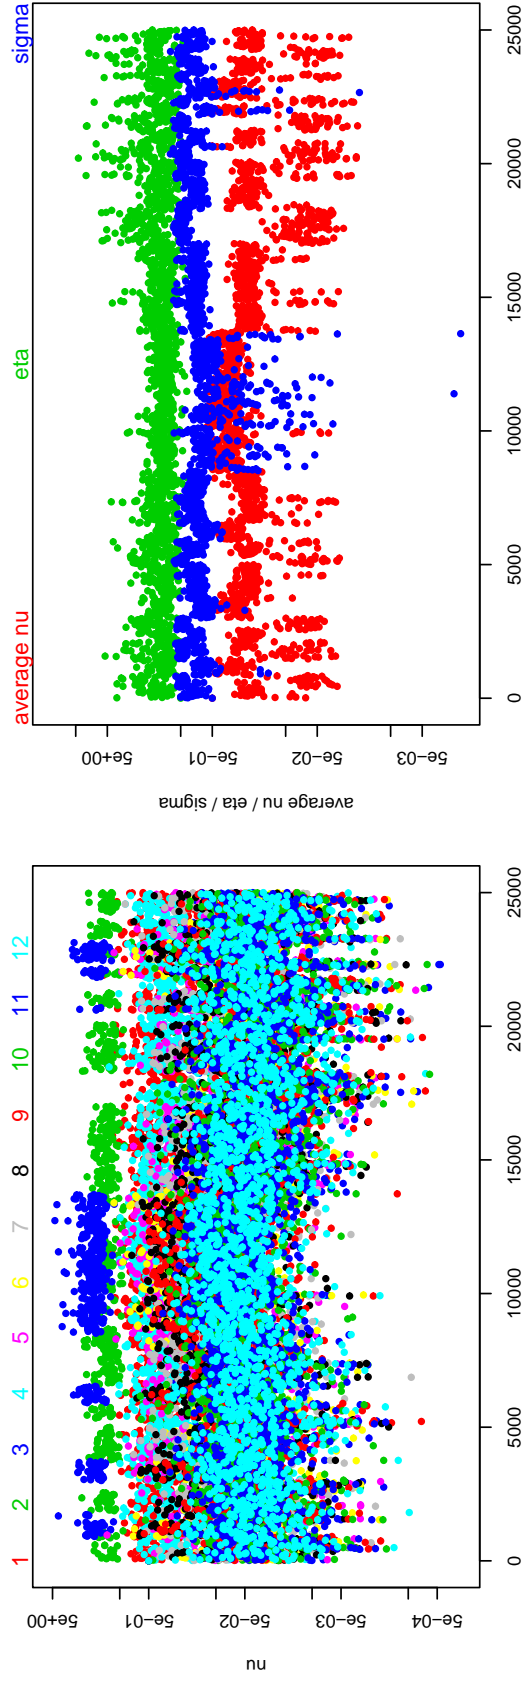 1 2 3 4 5 6 7 8 9 10 11 12
nu
5e+00
5e-01
5e-02
5e-03
5e-04
0 5000 10000 15000 20000 25000
average nu eta sigma
average nu / eta / sigma
5e+00
5e-01
5e-02
5e-03
0 5000 10000 15000 20000 25000